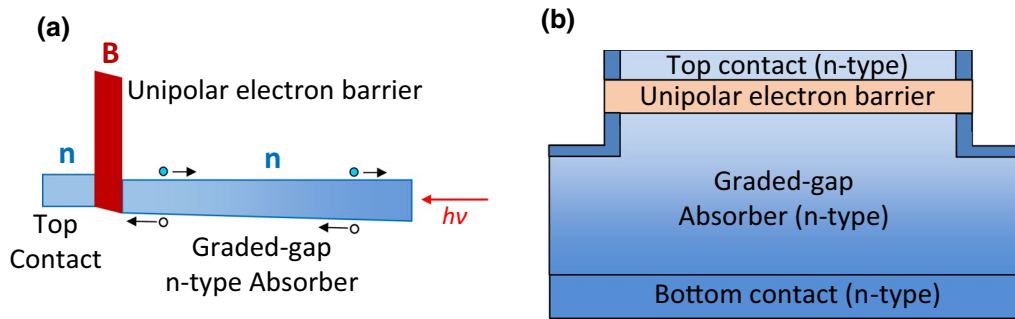 (a)
B
Unipolar electron barrier
n
n
hν
Top
Contact
Graded-gap
n-type Absorber
(b)
Top contact (n-type)
Unipolar electron barrier
Graded-gap
Absorber (n-type)
Bottom contact (n-type)